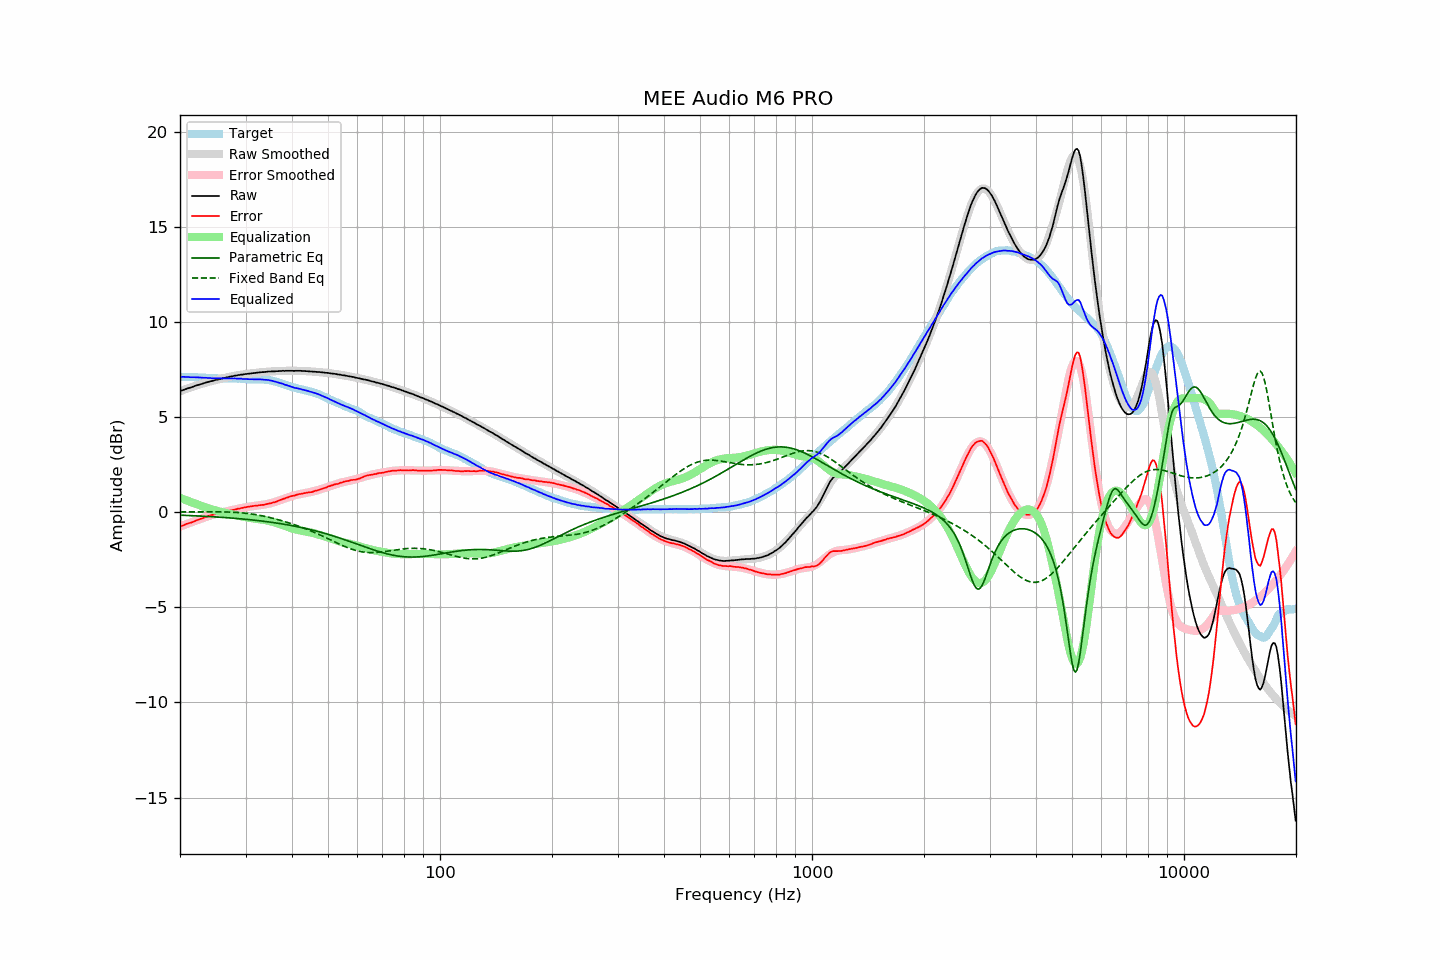 MEE Audio M6 PRO
Target
Raw Smoothed
Error Smoothed
Raw
Error
Equalization
Parametric Eq
Fixed Band Eq
Equalized
20
15
10
5
0
−5
−10
−15
Amplitude (dBr)
100
1000
10000
Frequency (Hz)